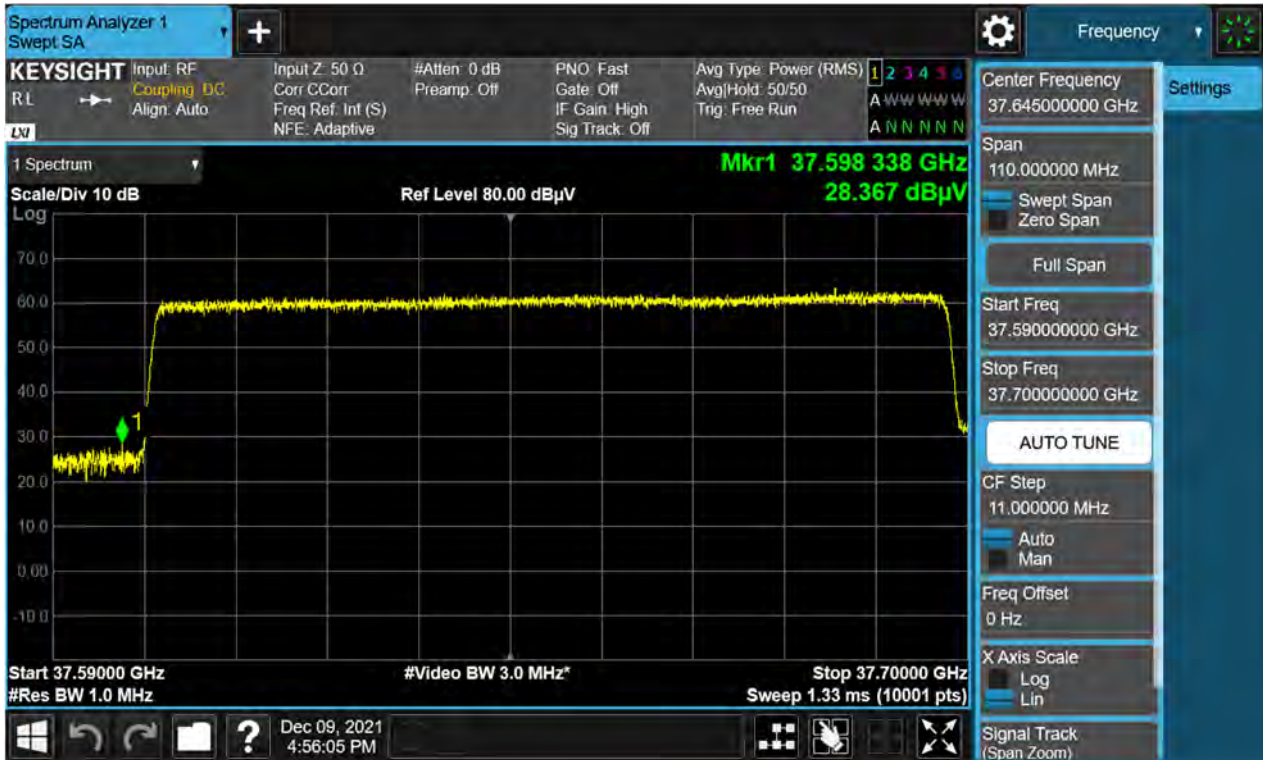 Spectrum Analyzer 1
Swept SA
+
Frequency
KEYSIGHT
RL
LXI
Input: RF
Coupling: DC
Align: Auto
Input Z: 50 Ω
Corr CCorr
Freq Ref: Int (S)
NFE: Adaptive
#Atten: 0 dB
Preamp: Off
PNO: Fast
Gate: Off
IF Gain: High
Sig Track: Off
Avg Type: Power (RMS)
Avg|Hold: 50/50
Trig: Free Run
1 2 3 4 5 6
A W W W W W
A N N N N N
1 Spectrum
Scale/Div 10 dB
Ref Level 80.00 dBµV
Mkr1 37.598 338 GHz
28.367 dBµV
Log
70.0
60.0
50.0
40.0
30.0
20.0
10.0
0.00
-10.0
1
Start 37.59000 GHz
#Res BW 1.0 MHz
#Video BW 3.0 MHz*
Stop 37.70000 GHz
Sweep 1.33 ms (10001 pts)
?
Dec 09, 2021
4:56:05 PM
Center Frequency
37.645000000 GHz
Span
110.000000 MHz
Swept Span
Zero Span
Full Span
Start Freq
37.590000000 GHz
Stop Freq
37.700000000 GHz
AUTO TUNE
CF Step
11.000000 MHz
Auto
Man
Freq Offset
0 Hz
X Axis Scale
Log
Lin
Signal Track
(Span Zoom)
Settings